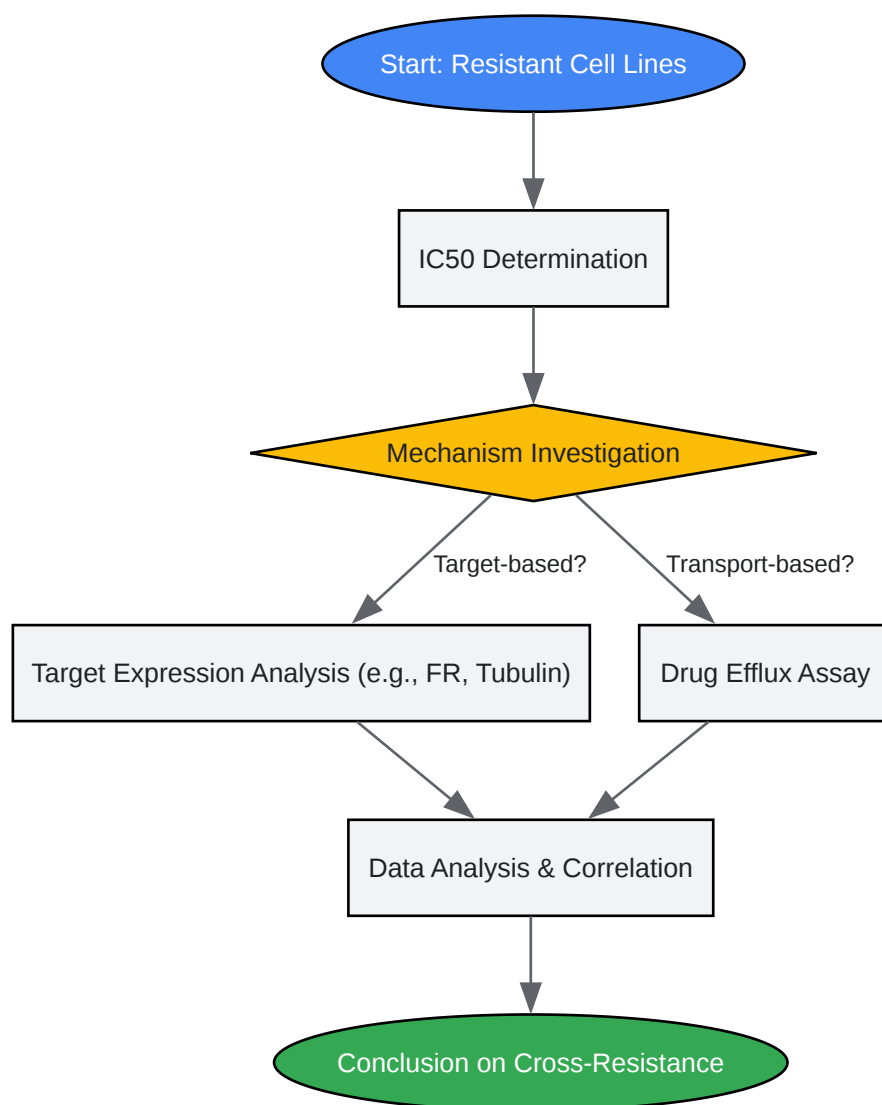 Start: Resistant Cell Lines
IC50 Determination
Mechanism Investigation
Target-based?
Transport-based?
Target Expression Analysis (e.g., FR, Tubulin)
Drug Efflux Assay
Data Analysis & Correlation
Conclusion on Cross-Resistance